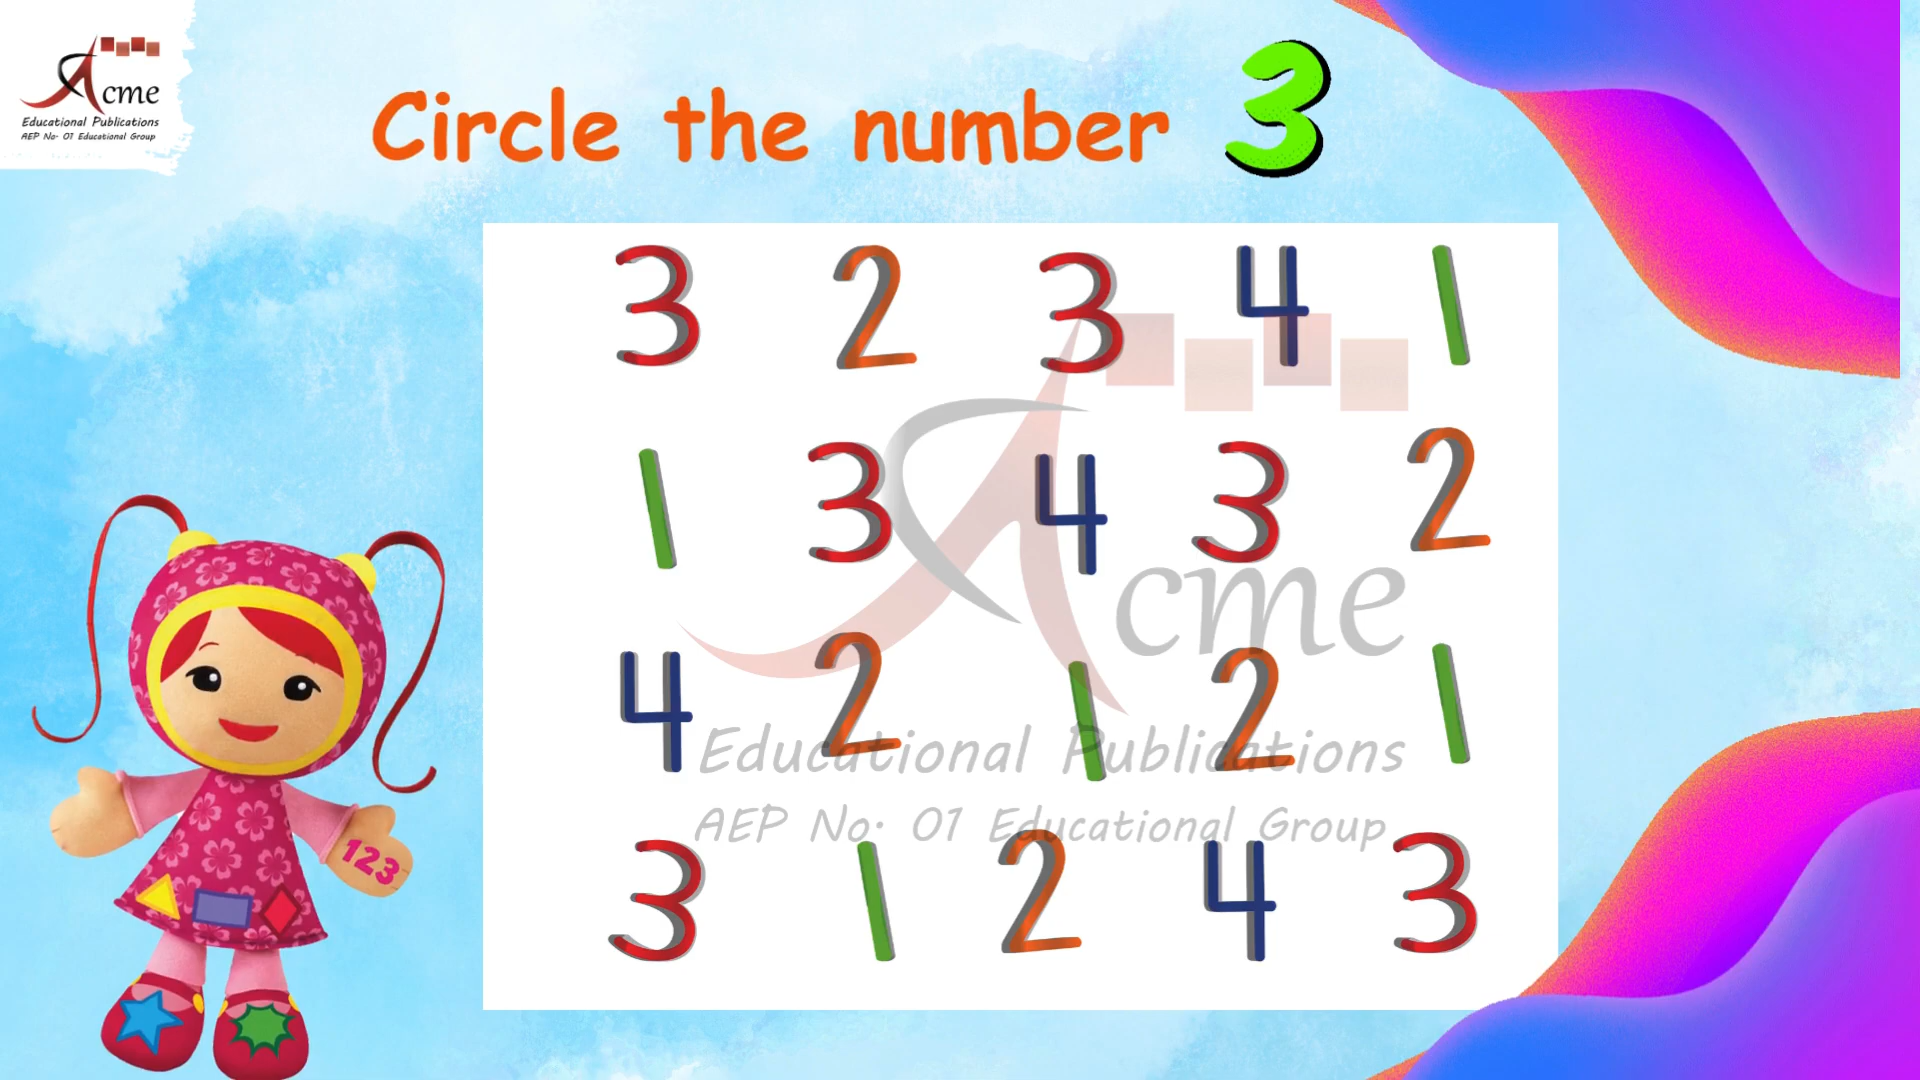 Acme
Educational Publications
AEP No. 01 Educational Group
Circle the number 3
3 2 3 4 1
1 3 4 3 2
4 2 1 2 1
3 1 2 4 3
Acme
Educational Publications
AEP No. 01 Educational Group
123